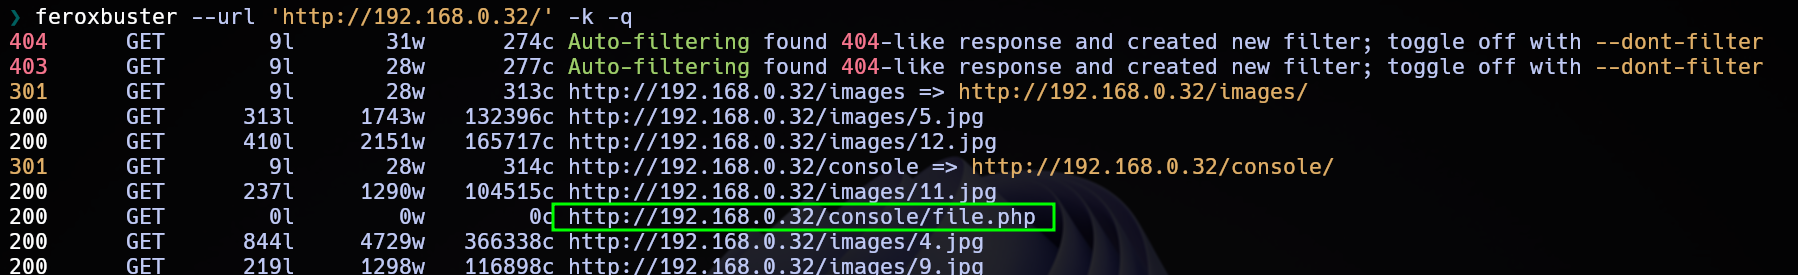 ❯ feroxbuster --url 'http://192.168.0.32/' -k -q
404 GET 9l 31w 274c Auto-filtering found 404-like response and created new filter; toggle off with --dont-filter
403 GET 9l 28w 277c Auto-filtering found 404-like response and created new filter; toggle off with --dont-filter
301 GET 9l 28w 313c http://192.168.0.32/images => http://192.168.0.32/images/
200 GET 313l 1743w 132396c http://192.168.0.32/images/5.jpg
200 GET 410l 2151w 165717c http://192.168.0.32/images/12.jpg
301 GET 9l 28w 314c http://192.168.0.32/console => http://192.168.0.32/console/
200 GET 237l 1290w 104515c http://192.168.0.32/images/11.jpg
200 GET 0l 0w 0c http://192.168.0.32/console/file.php
200 GET 844l 4729w 366338c http://192.168.0.32/images/4.jpg
200 GET 219l 1298w 116898c http://192.168.0.32/images/9.jpg